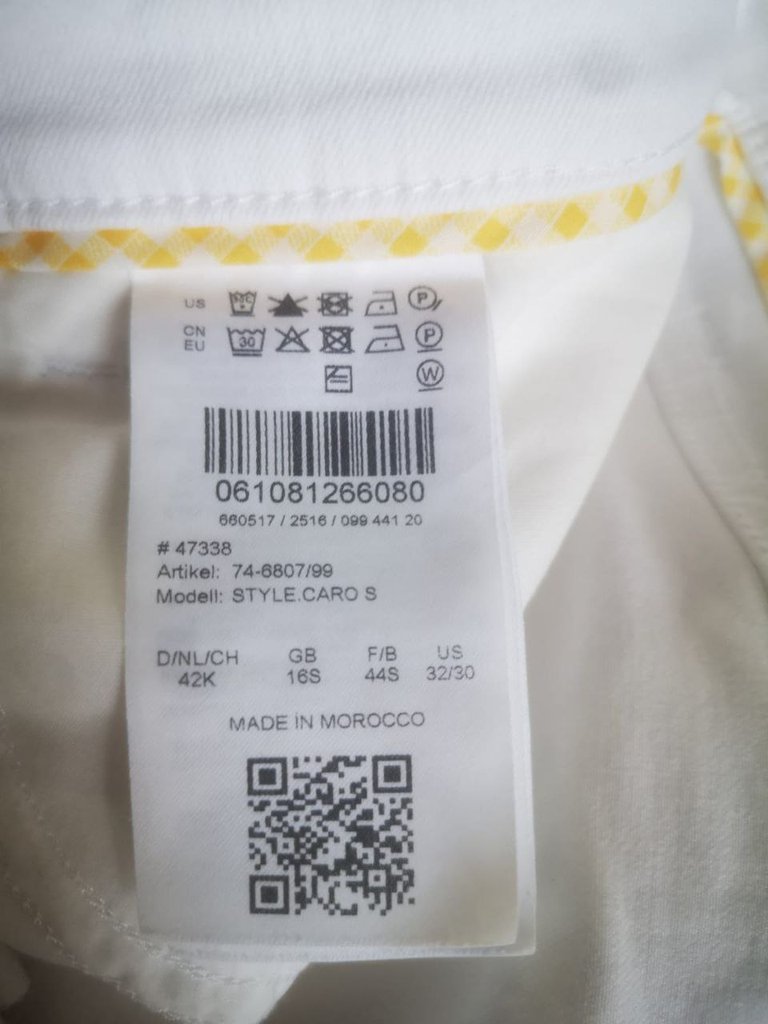 US P
CN
EU 30 P
W
061081266080
660517 / 2516 / 099 441 20
# 47338
Artikel: 74-6807/99
Modell: STYLE.CARO S
D/NL/CH GB F/B US
42K 16S 44S 32/30
MADE IN MOROCCO